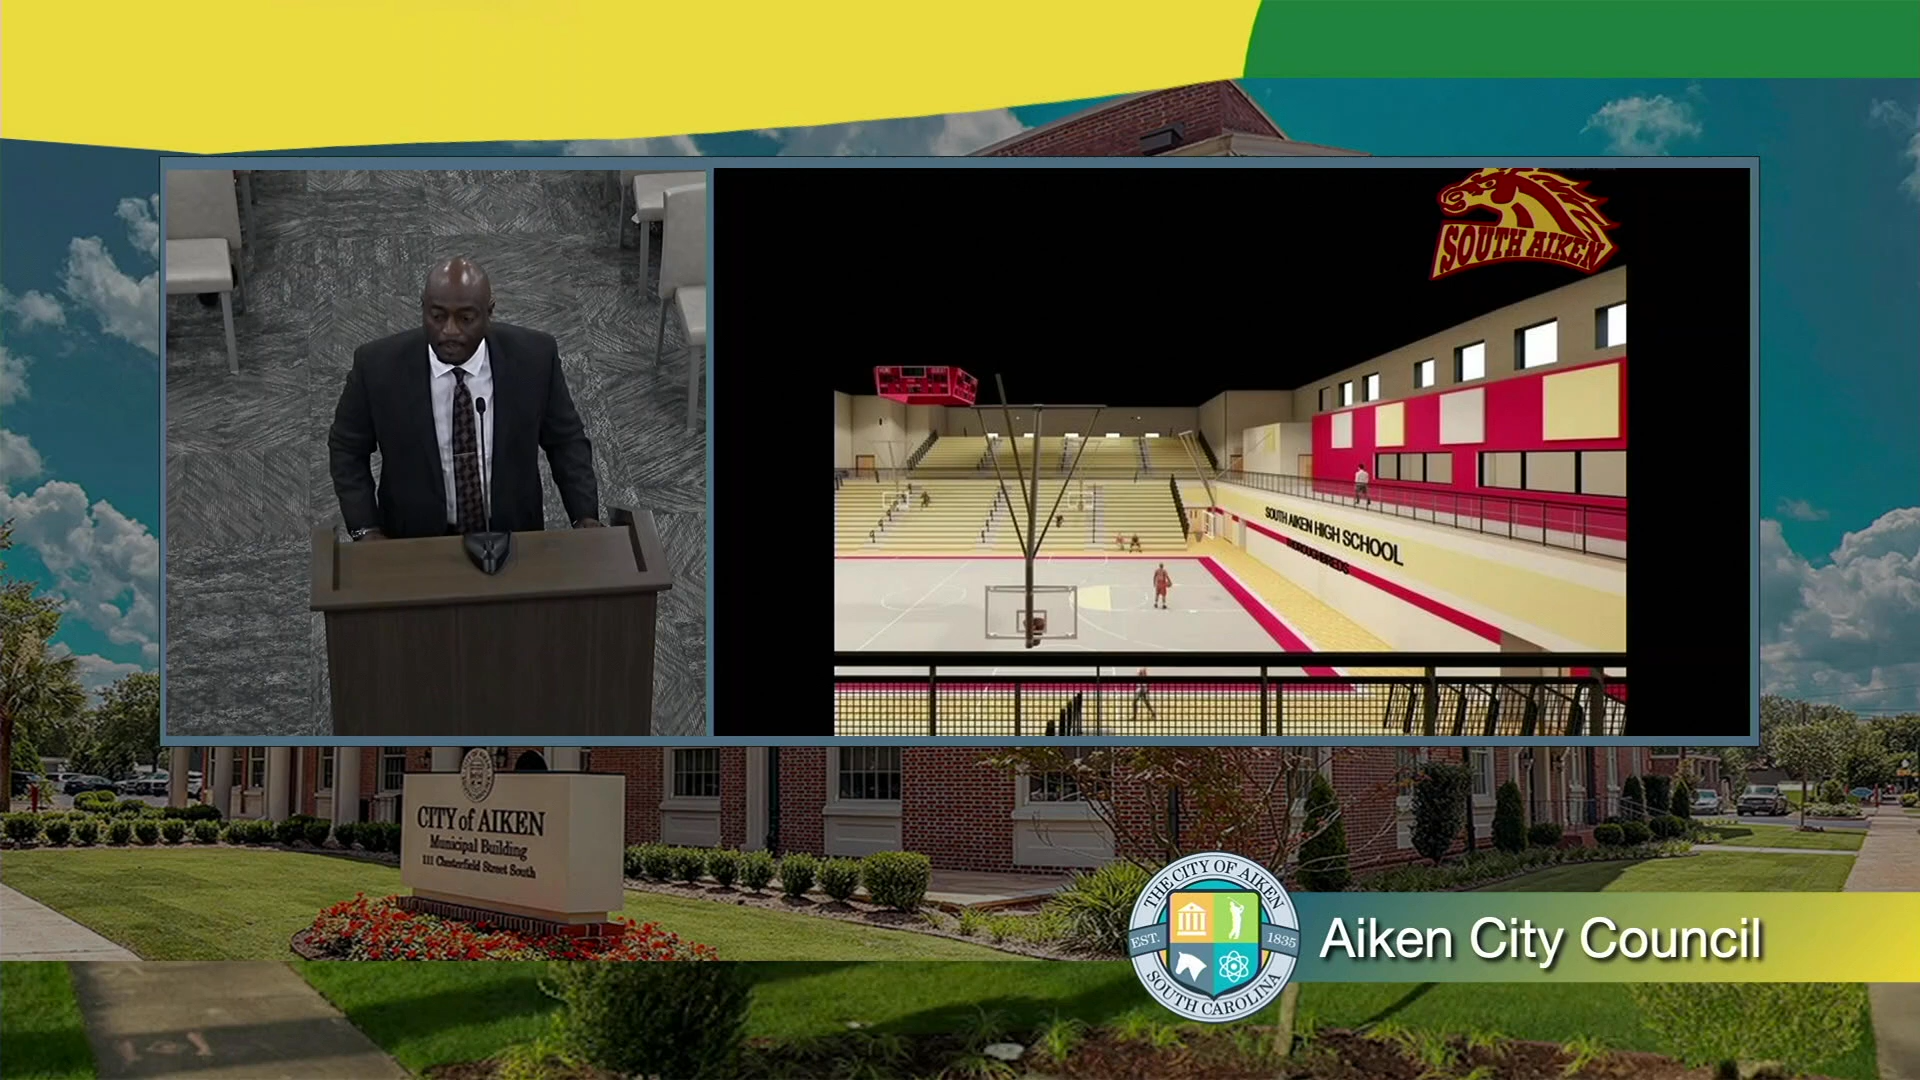 SOUTH AIKEN
SOUTH AIKEN HIGH SCHOOL
THOROUGHBREDS
CITY of AIKEN
Municipal Building
111 Chesterfield Street South
THE CITY OF AIKEN
EST. 1835
SOUTH CAROLINA
Aiken City Council